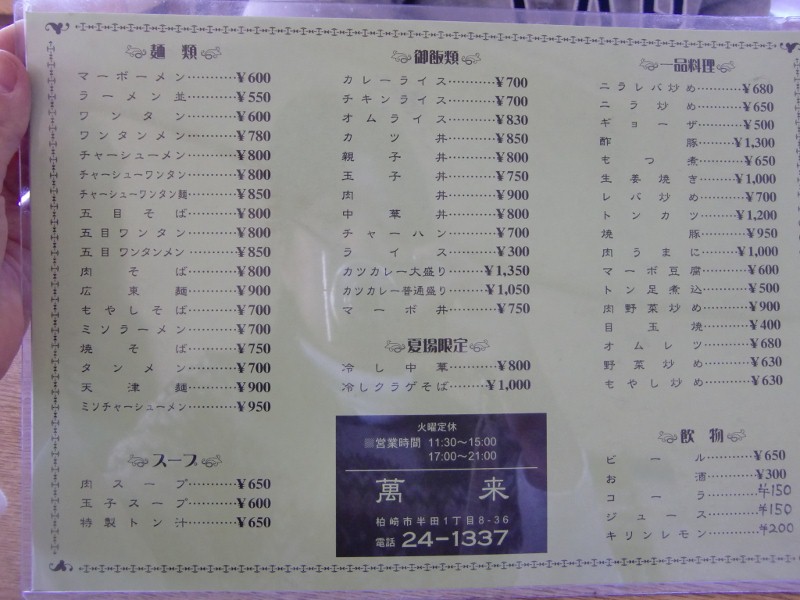 麺類
マーボーメン………¥600
ラーメン並………¥550
ワンタン………¥600
ワンタンメン………¥780
チャーシューメン………¥800
チャーシューワンタン………¥800
チャーシューワンタン麺………¥850
五目そば………¥800
五目ワンタン………¥800
五目ワンタンメン………¥850
肉そば………¥800
広東麺………¥900
もやしそば………¥700
ミソラーメン………¥700
焼そば………¥750
タンメン………¥700
天津麺………¥900
ミソチャーシューメン………¥950
スープ
肉スープ………¥650
玉子スープ………¥600
特製トン汁………¥650
御飯類
カレーライス………¥700
チキンライス………¥700
オムライス………¥830
カツ丼………¥850
親子丼………¥800
玉子丼………¥750
肉丼………¥900
中華丼………¥800
チャーハン………¥700
ライス………¥300
カツカレー大盛り………¥1,350
カツカレー普通盛り………¥1,050
マーボ丼………¥750
夏場限定
冷し中華………¥800
冷しクラゲそば………¥1,000
火曜定休
■営業時間 11:30〜15:00
17:00〜21:00
萬来
柏崎市半田1丁目8-36
電話 24-1337
一品料理
ニラレバ炒め………¥680
ニラ炒め………¥650
ギョーザ………¥500
酢豚………¥1,300
もつ煮………¥650
生姜焼き………¥1,000
レバ炒め………¥700
トンカツ………¥1,200
焼豚………¥950
肉うまに………¥1,000
マーボ豆腐………¥600
トン足煮込………¥500
肉野菜炒め………¥900
目玉焼………¥400
オムレツ………¥680
野菜炒め………¥630
もやし炒め………¥630
飲物
ビール………¥650
お酒………¥300
コーラ………¥150
ジュース………¥150
キリンレモン………¥200